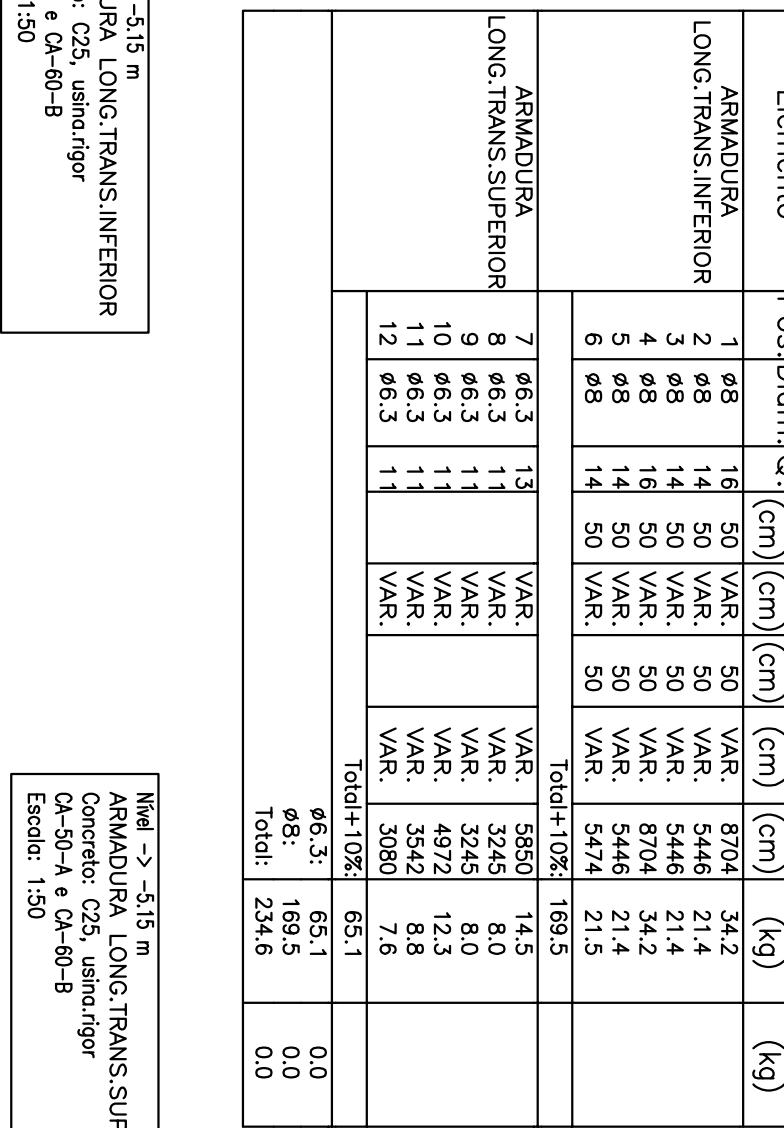 (cm) (cm) (cm) (cm) (cm) (kg) (kg)
ARMADURA
LONG.TRANS.INFERIOR
1 ø8 16 50 VAR. 50 VAR. 8704 34.2
2 ø8 14 50 VAR. 50 VAR. 5446 21.4
3 ø8 14 50 VAR. 50 VAR. 5446 21.4
4 ø8 16 50 VAR. 50 VAR. 8704 34.2
5 ø8 14 50 VAR. 50 VAR. 5446 21.4
6 ø8 14 50 VAR. 50 VAR. 5474 21.5
Total+10%: 169.5
ARMADURA
LONG.TRANS.SUPERIOR
7 ø6.3 13 VAR. VAR. 5850 14.5
8 ø6.3 11 VAR. VAR. 3245 8.0
9 ø6.3 11 VAR. VAR. 3245 8.0
10 ø6.3 11 VAR. VAR. 4972 12.3
11 ø6.3 11 VAR. VAR. 3542 8.8
12 ø6.3 11 VAR. VAR. 3080 7.6
Total+10%: 65.1
ø6.3: 65.1 0.0
ø8: 169.5 0.0
Total: 234.6 0.0
-5.15 m
LONG.TRANS.INFERIOR
C25, usina.rigor
e CA-60-B
1:50
Nível -> -5.15 m
ARMADURA LONG.TRANS.SUP
Concreto: C25, usina.rigor
CA-50-A e CA-60-B
Escala: 1:50